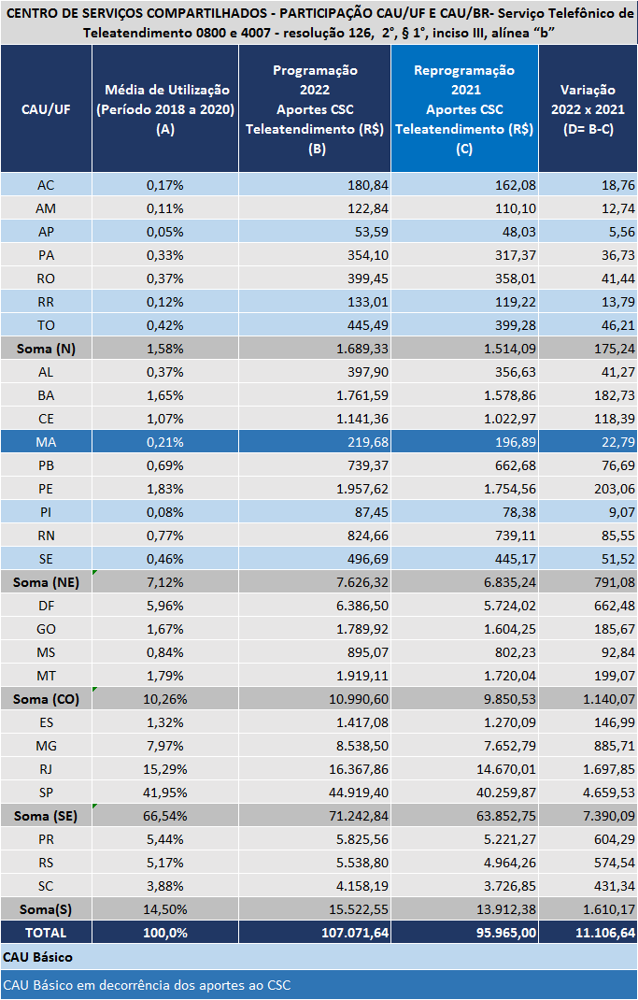 CENTRO DE SERVIÇOS COMPARTILHADOS - PARTICIPAÇÃO CAU/UF E CAU/BR- Serviço Telefônico de
Teleatendimento 0800 e 4007 - resolução 126, 2°, § 1°, inciso III, alínea “b”
CAU/UF Média de Utilização (Período 2018 a 2020) (A) Programação 2022 Aportes CSC Teleatendimento (R$) (B) Reprogramação 2021 Aportes CSC Teleatendimento (R$) (C) Variação 2022 x 2021 (D= B-C)
AC 0,17% 180,84 162,08 18,76
AM 0,11% 122,84 110,10 12,74
AP 0,05% 53,59 48,03 5,56
PA 0,33% 354,10 317,37 36,73
RO 0,37% 399,45 358,01 41,44
RR 0,12% 133,01 119,22 13,79
TO 0,42% 445,49 399,28 46,21
Soma (N) 1,58% 1.689,33 1.514,09 175,24
AL 0,37% 397,90 356,63 41,27
BA 1,65% 1.761,59 1.578,86 182,73
CE 1,07% 1.141,36 1.022,97 118,39
MA 0,21% 219,68 196,89 22,79
PB 0,69% 739,37 662,68 76,69
PE 1,83% 1.957,62 1.754,56 203,06
PI 0,08% 87,45 78,38 9,07
RN 0,77% 824,66 739,11 85,55
SE 0,46% 496,69 445,17 51,52
Soma (NE) 7,12% 7.626,32 6.835,24 791,08
DF 5,96% 6.386,50 5.724,02 662,48
GO 1,67% 1.789,92 1.604,25 185,67
MS 0,84% 895,07 802,23 92,84
MT 1,79% 1.919,11 1.720,04 199,07
Soma (CO) 10,26% 10.990,60 9.850,53 1.140,07
ES 1,32% 1.417,08 1.270,09 146,99
MG 7,97% 8.538,50 7.652,79 885,71
RJ 15,29% 16.367,86 14.670,01 1.697,85
SP 41,95% 44.919,40 40.259,87 4.659,53
Soma (SE) 66,54% 71.242,84 63.852,75 7.390,09
PR 5,44% 5.825,56 5.221,27 604,29
RS 5,17% 5.538,80 4.964,26 574,54
SC 3,88% 4.158,19 3.726,85 431,34
Soma(S) 14,50% 15.522,55 13.912,38 1.610,17
TOTAL 100,0% 107.071,64 95.965,00 11.106,64
CAU Básico
CAU Básico em decorrência dos aportes ao CSC